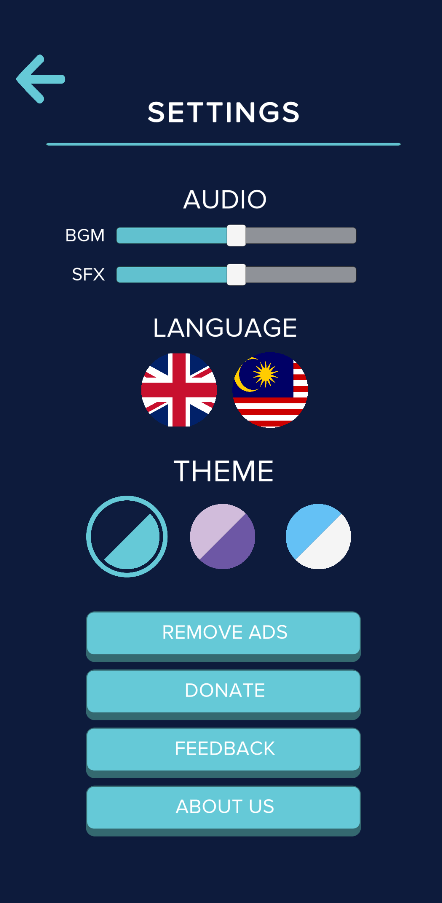 SETTINGS
AUDIO
BGM
SFX
LANGUAGE
THEME
REMOVE ADS
DONATE
FEEDBACK
ABOUT US